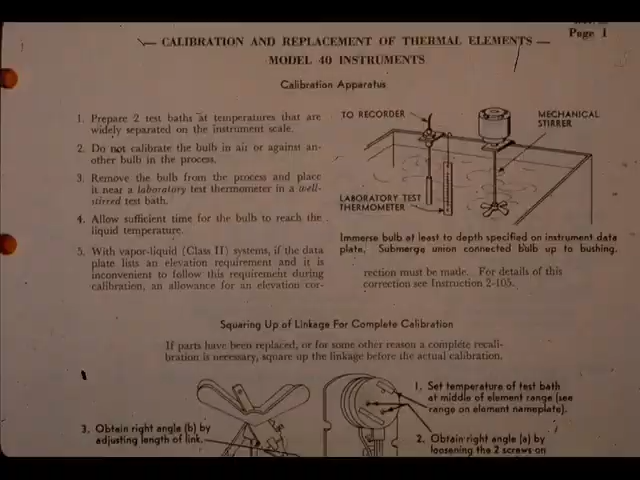 Page 1
CALIBRATION AND REPLACEMENT OF THERMAL ELEMENTS
MODEL 40 INSTRUMENTS
Calibration Apparatus
1. Prepare 2 test baths at temperatures that are
widely separated on the instrument scale.
2. Do not calibrate the bulb in air or against an-
other bulb in the process.
3. Remove the bulb from the process and place
it near a laboratory test thermometer in a well-
stirred test bath.
4. Allow sufficient time for the bulb to reach the
liquid temperature.
5. With vapor-liquid (Class II) systems, if the data
plate lists an elevation requirement and it is
inconvenient to follow this requirement during
calibration, an allowance for an elevation cor-
TO RECORDER
MECHANICAL
STIRRER
LABORATORY TEST
THERMOMETER
Immerse bulb at least to depth specified on instrument data
plate. Submerge union connected bulb up to bushing.
rection must be made. For details of this
correction see Instruction 2-105.
Squaring Up of Linkage For Complete Calibration
If parts have been replaced, or for some other reason a complete recali-
bration is necessary, square up the linkage before the actual calibration.
3. Obtain right angle (b) by
adjusting length of link.
1. Set temperature of test bath
at middle of element range (see
range on element nameplate).
2. Obtain right angle (a) by
loosening the 2 screws on